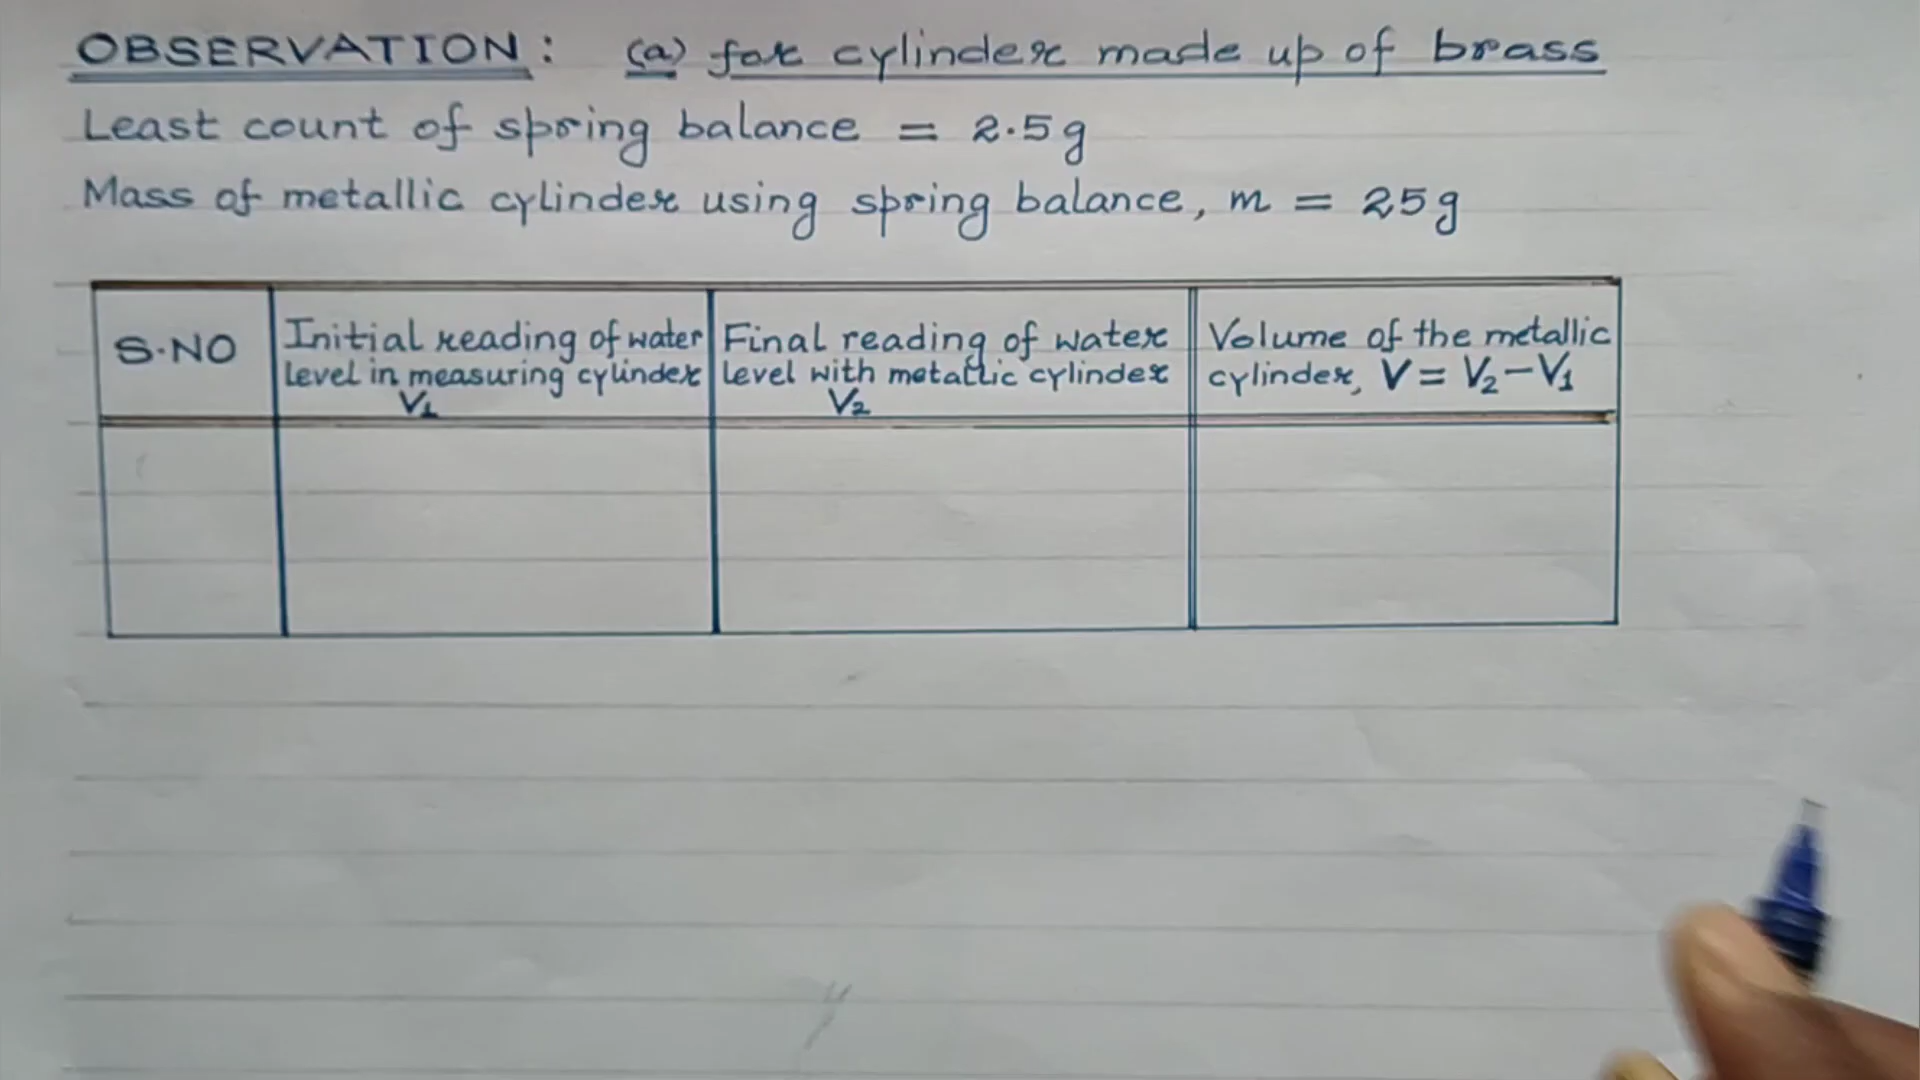 OBSERVATION: (a) for cylinder made up of brass
Least count of spring balance = 2.5g
Mass of metallic cylinder using spring balance, m = 25g
S.NO
Initial reading of water
level in measuring cylinder
V₁
Final reading of water
level with metallic cylinder
V₂
Volume of the metallic
cylinder, V = V₂-V₁